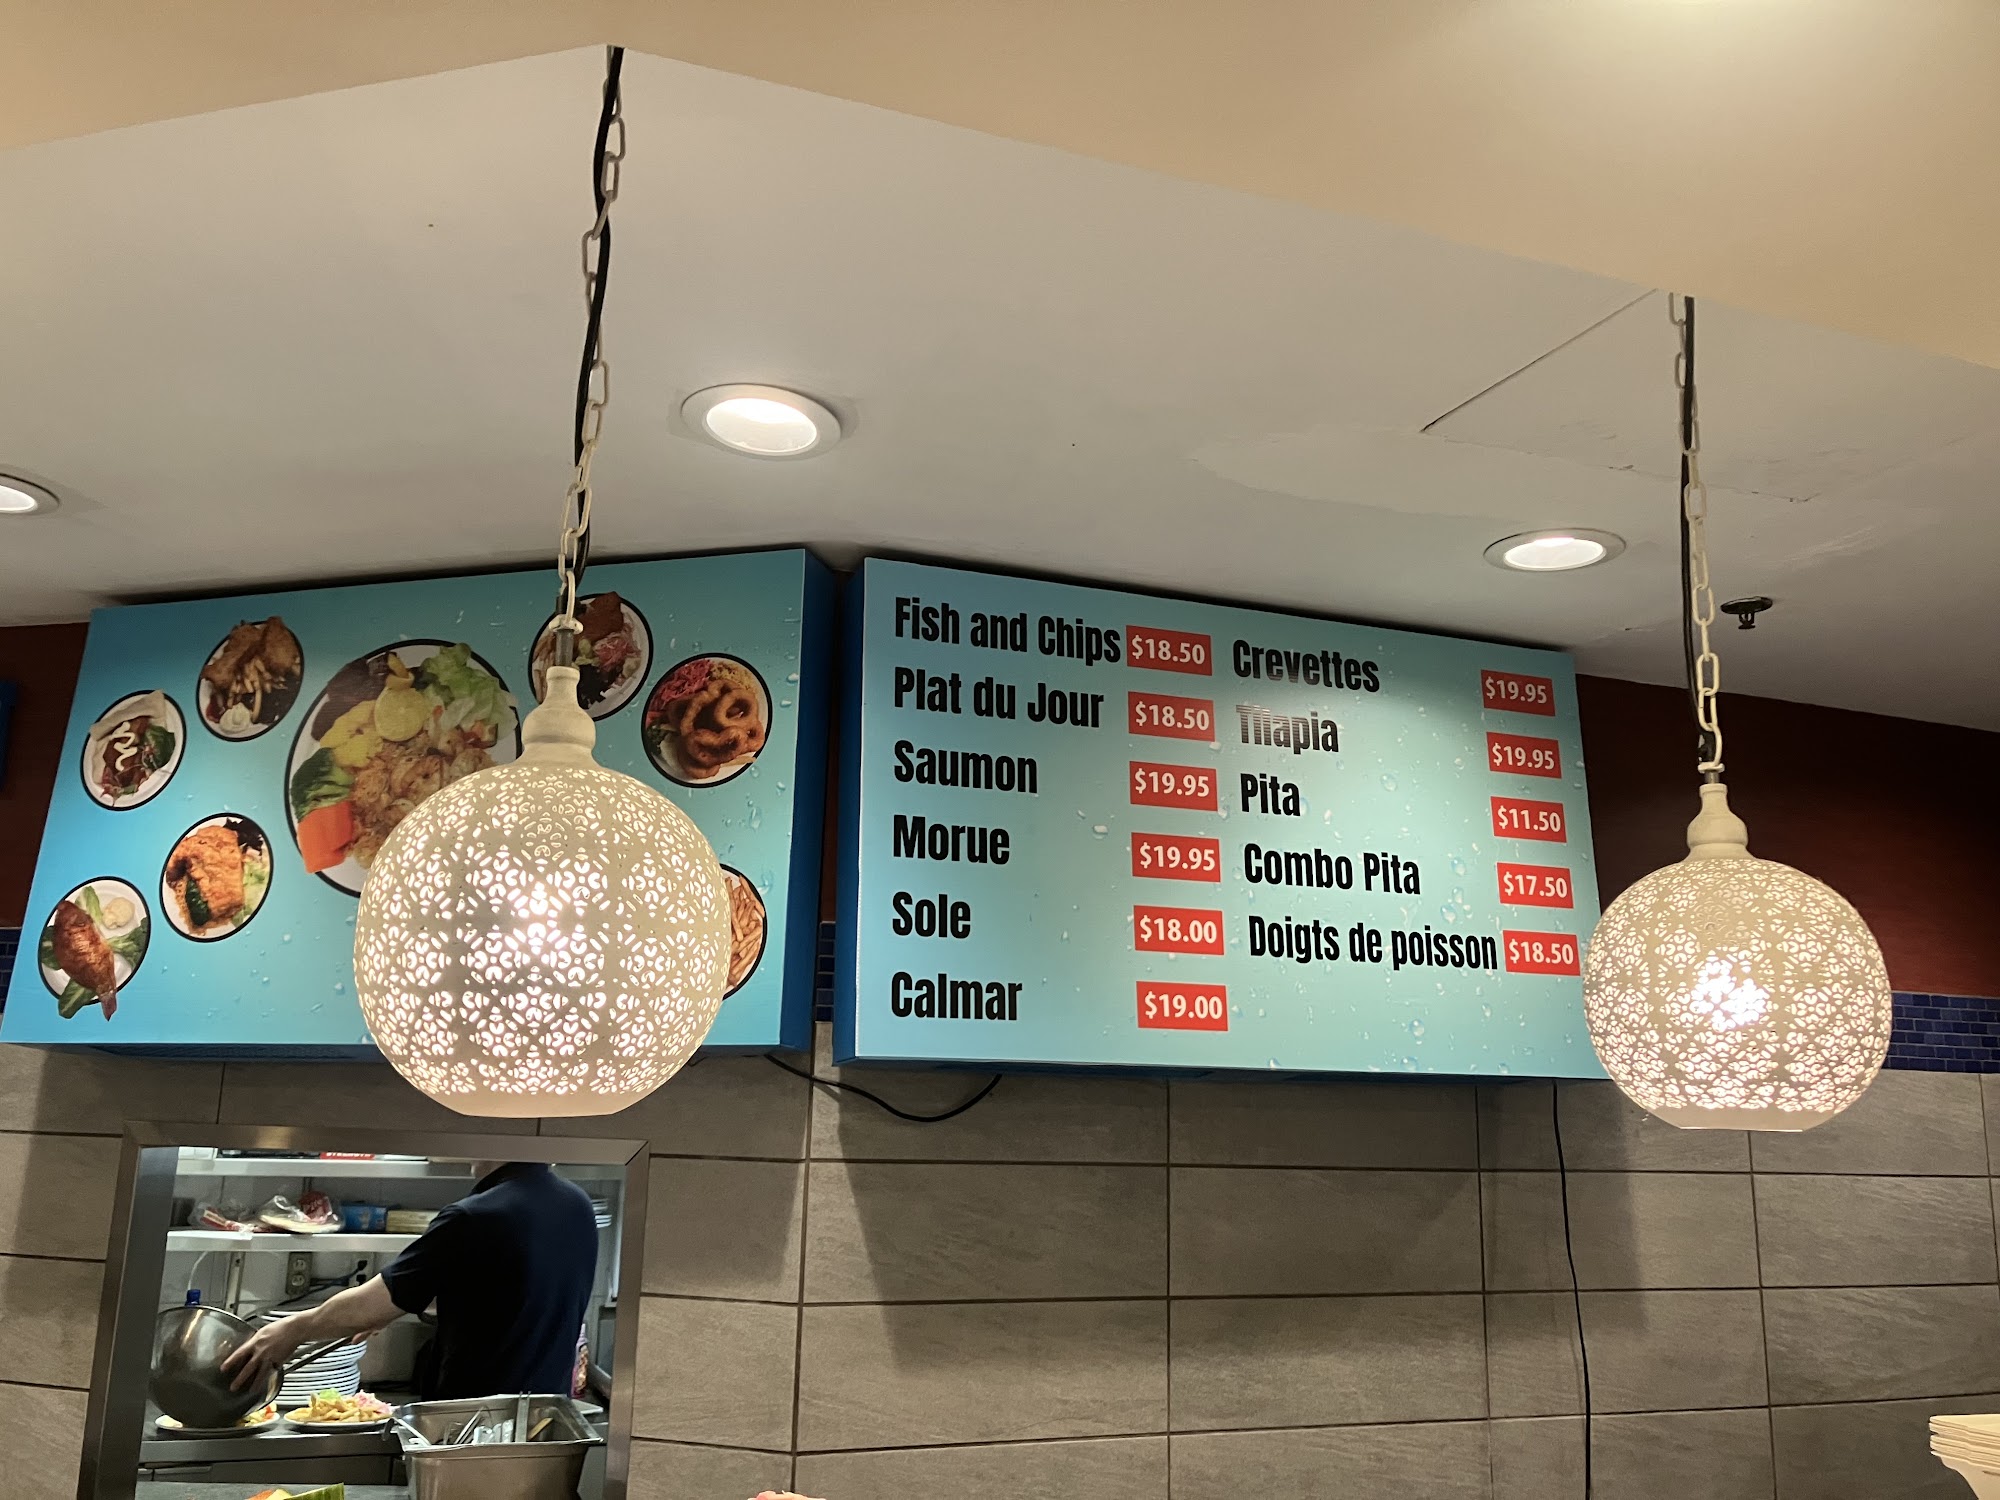 Fish and Chips $18.50
Plat du Jour $18.50
Saumon $19.95
Morue $19.95
Sole $18.00
Calmar $19.00
Crevettes $19.95
Tilapia $19.95
Pita $11.50
Combo Pita $17.50
Doigts de poisson $18.50